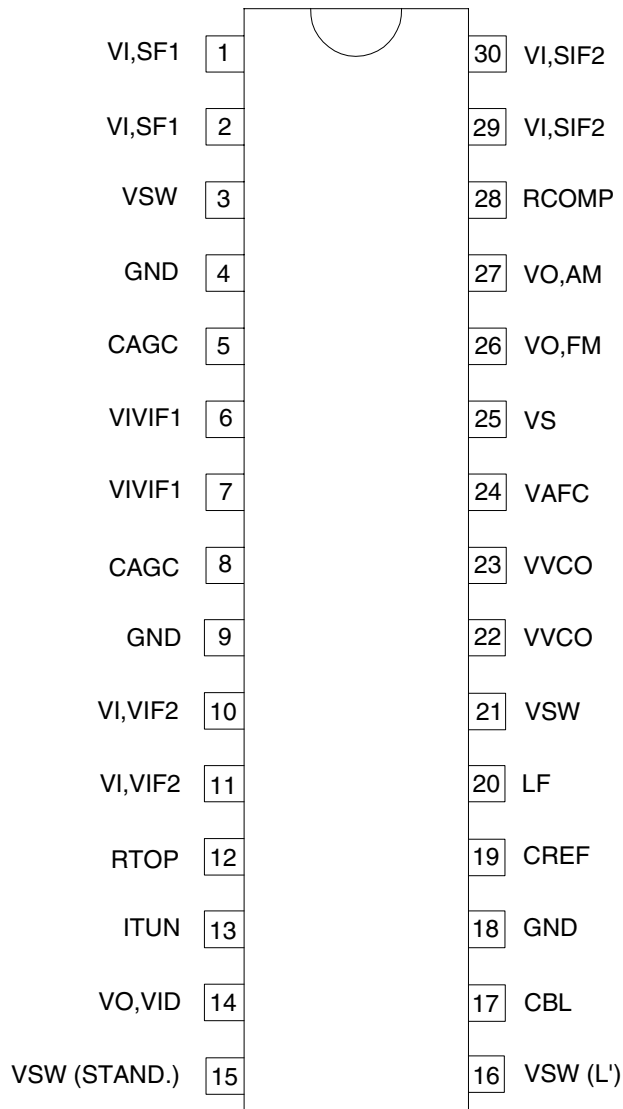 VI,SF1 1 30 VI,SIF2
VI,SF1 2 29 VI,SIF2
VSW 3 28 RCOMP
GND 4 27 VO,AM
CAGC 5 26 VO,FM
VIVIF1 6 25 VS
VIVIF1 7 24 VAFC
CAGC 8 23 VVCO
GND 9 22 VVCO
VI,VIF2 10 21 VSW
VI,VIF2 11 20 LF
RTOP 12 19 CREF
ITUN 13 18 GND
VO,VID 14 17 CBL
VSW (STAND.) 15 16 VSW (L')